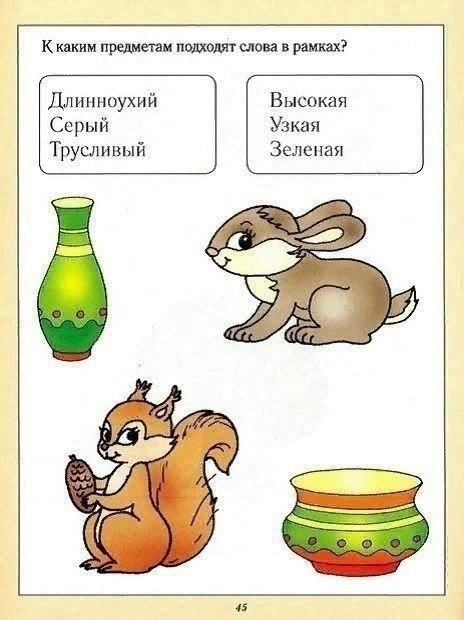 К каким предметам подходят слова в рамках?
Длинноухий
Серый
Трусливый
Высокая
Узкая
Зеленая
45